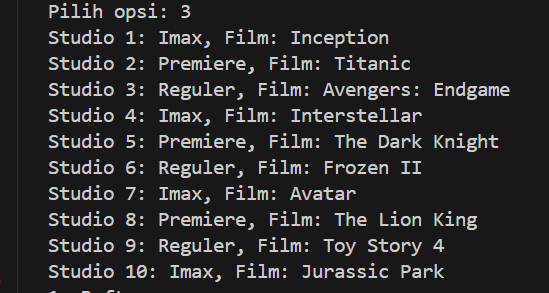 Pilih opsi: 3
Studio 1: Imax, Film: Inception
Studio 2: Premiere, Film: Titanic
Studio 3: Reguler, Film: Avengers: Endgame
Studio 4: Imax, Film: Interstellar
Studio 5: Premiere, Film: The Dark Knight
Studio 6: Reguler, Film: Frozen II
Studio 7: Imax, Film: Avatar
Studio 8: Premiere, Film: The Lion King
Studio 9: Reguler, Film: Toy Story 4
Studio 10: Imax, Film: Jurassic Park